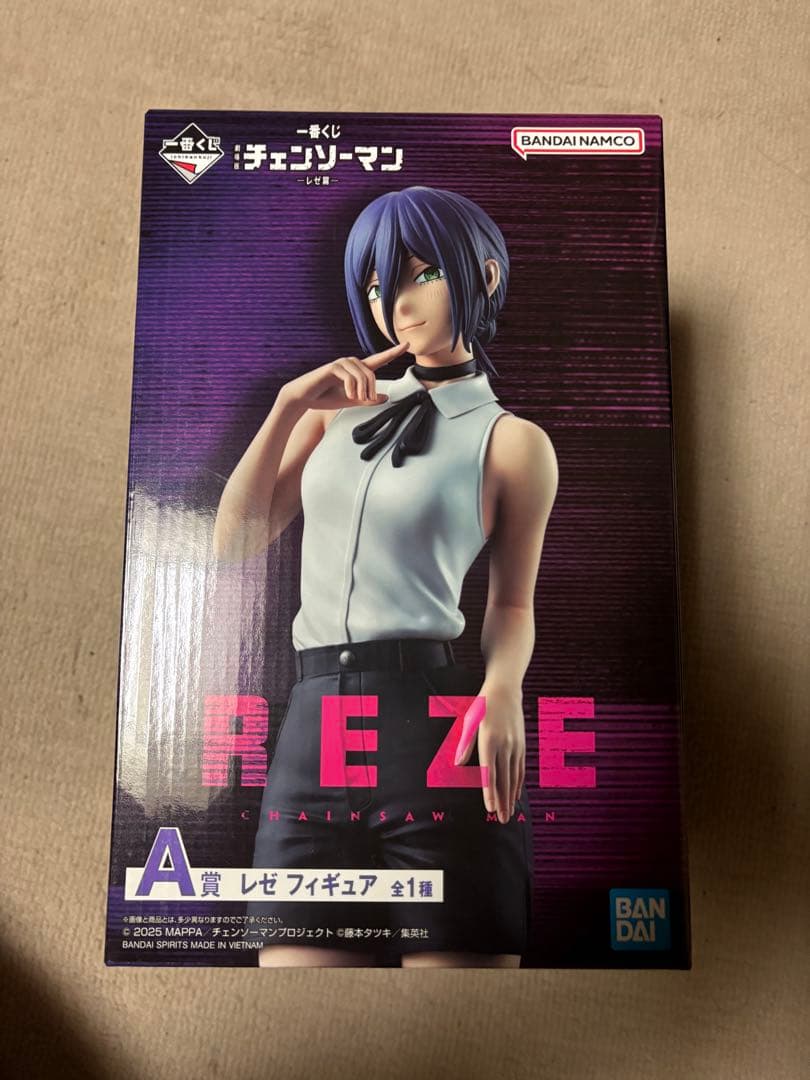 一番くじ
ichibankuji
一番くじ
劇場版 チェンソーマン
―レゼ篇―
BANDAI NAMCO
REZE
CHAINSAW MAN
A賞 レゼ フィギュア 全1種
※画像と商品とは、多少異なりますのでご了承ください。
© 2025 MAPPA／チェンソーマンプロジェクト ©藤本タツキ／集英社
BANDAI SPIRITS MADE IN VIETNAM
BAN
DAI